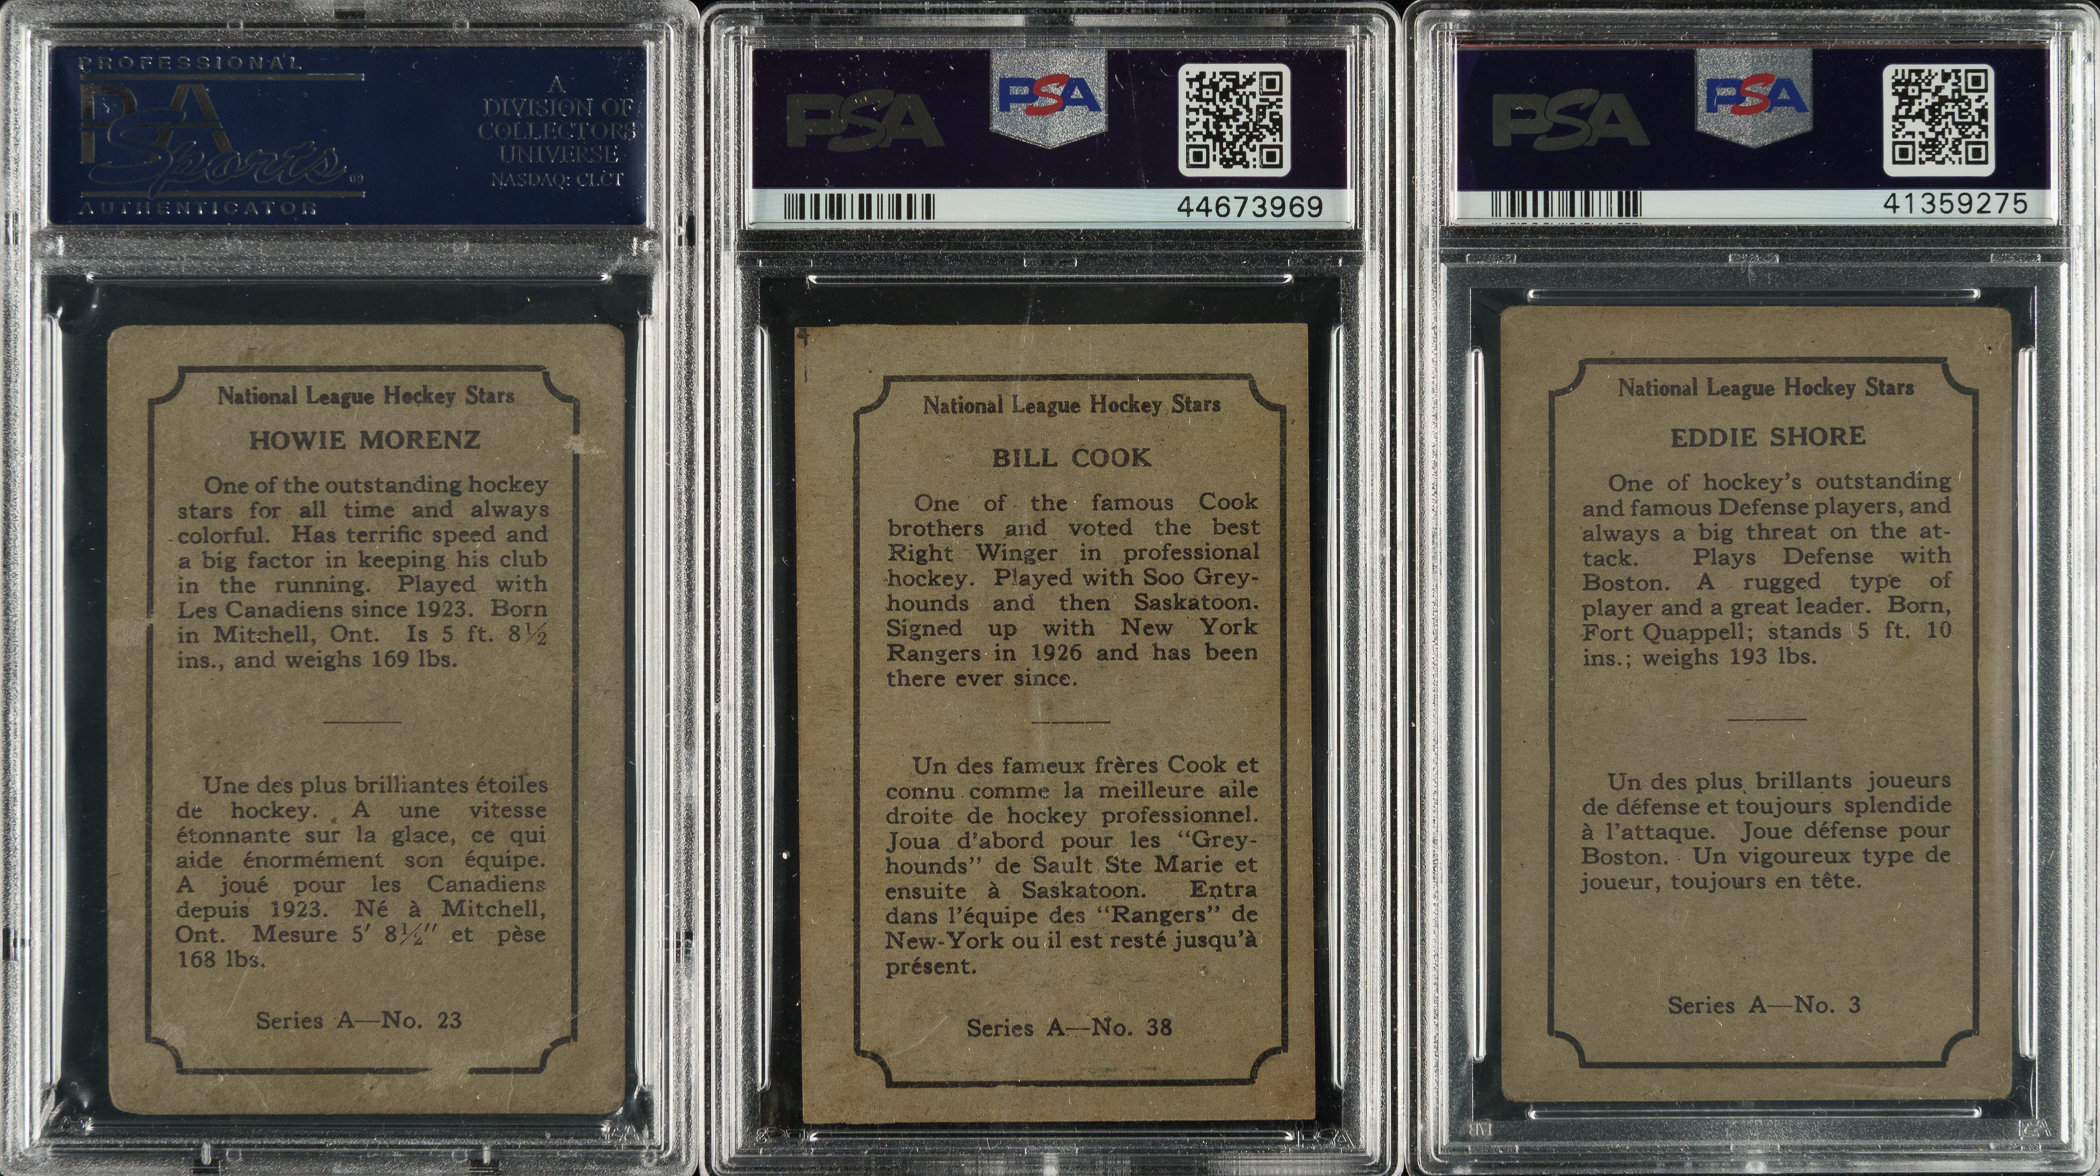 PROFESSIONAL
PSA
Sports®
AUTHENTICATOR
A
DIVISION OF
COLLECTORS
UNIVERSE
NASDAQ: CLCT
National League Hockey Stars
HOWIE MORENZ
One of the outstanding hockey
stars for all time and always
colorful. Has terrific speed and
a big factor in keeping his club
in the running. Played with
Les Canadiens since 1923. Born
in Mitchell, Ont. Is 5 ft. 8½
ins., and weighs 169 lbs.
Une des plus brilliantes étoiles
de hockey. A une vitesse
étonnante sur la glace, ce qui
aide énormément son équipe.
A joué pour les Canadiens
depuis 1923. Né à Mitchell,
Ont. Mesure 5′ 8½″ et pèse
168 lbs.
Series A—No. 23
PSA
PSA
44673969
National League Hockey Stars
BILL COOK
One of the famous Cook
brothers and voted the best
Right Winger in professional
hockey. Played with Soo Grey-
hounds and then Saskatoon.
Signed up with New York
Rangers in 1926 and has been
there ever since.
Un des fameux frères Cook et
connu comme la meilleure aile
droite de hockey professionnel.
Joua d'abord pour les "Grey-
hounds" de Sault Ste Marie et
ensuite à Saskatoon. Entra
dans l'équipe des "Rangers" de
New-York ou il est resté jusqu'à
présent.
Series A—No. 38
PSA
PSA
PSA
41359275
National League Hockey Stars
EDDIE SHORE
One of hockey's outstanding
and famous Defense players, and
always a big threat on the at-
tack. Plays Defense with
Boston. A rugged type of
player and a great leader. Born,
Fort Quappell; stands 5 ft. 10
ins.; weighs 193 lbs.
Un des plus brillants joueurs
de défense et toujours splendide
à l'attaque. Joue défense pour
Boston. Un vigoureux type de
joueur, toujours en tête.
Series A—No. 3